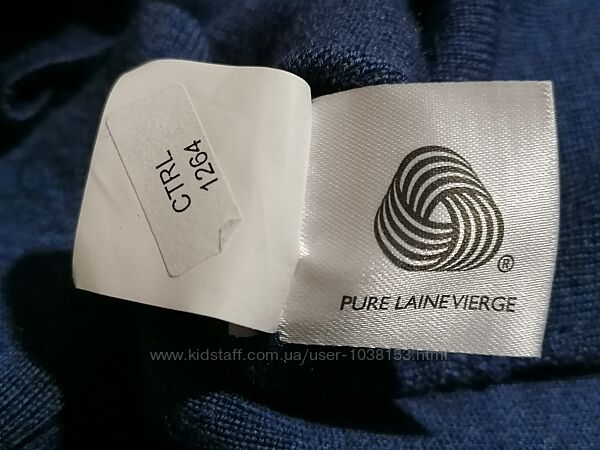 CTRL
1264
®
PURE LAINE VIERGE
www.kidstaff.com.ua/user-1038153.html